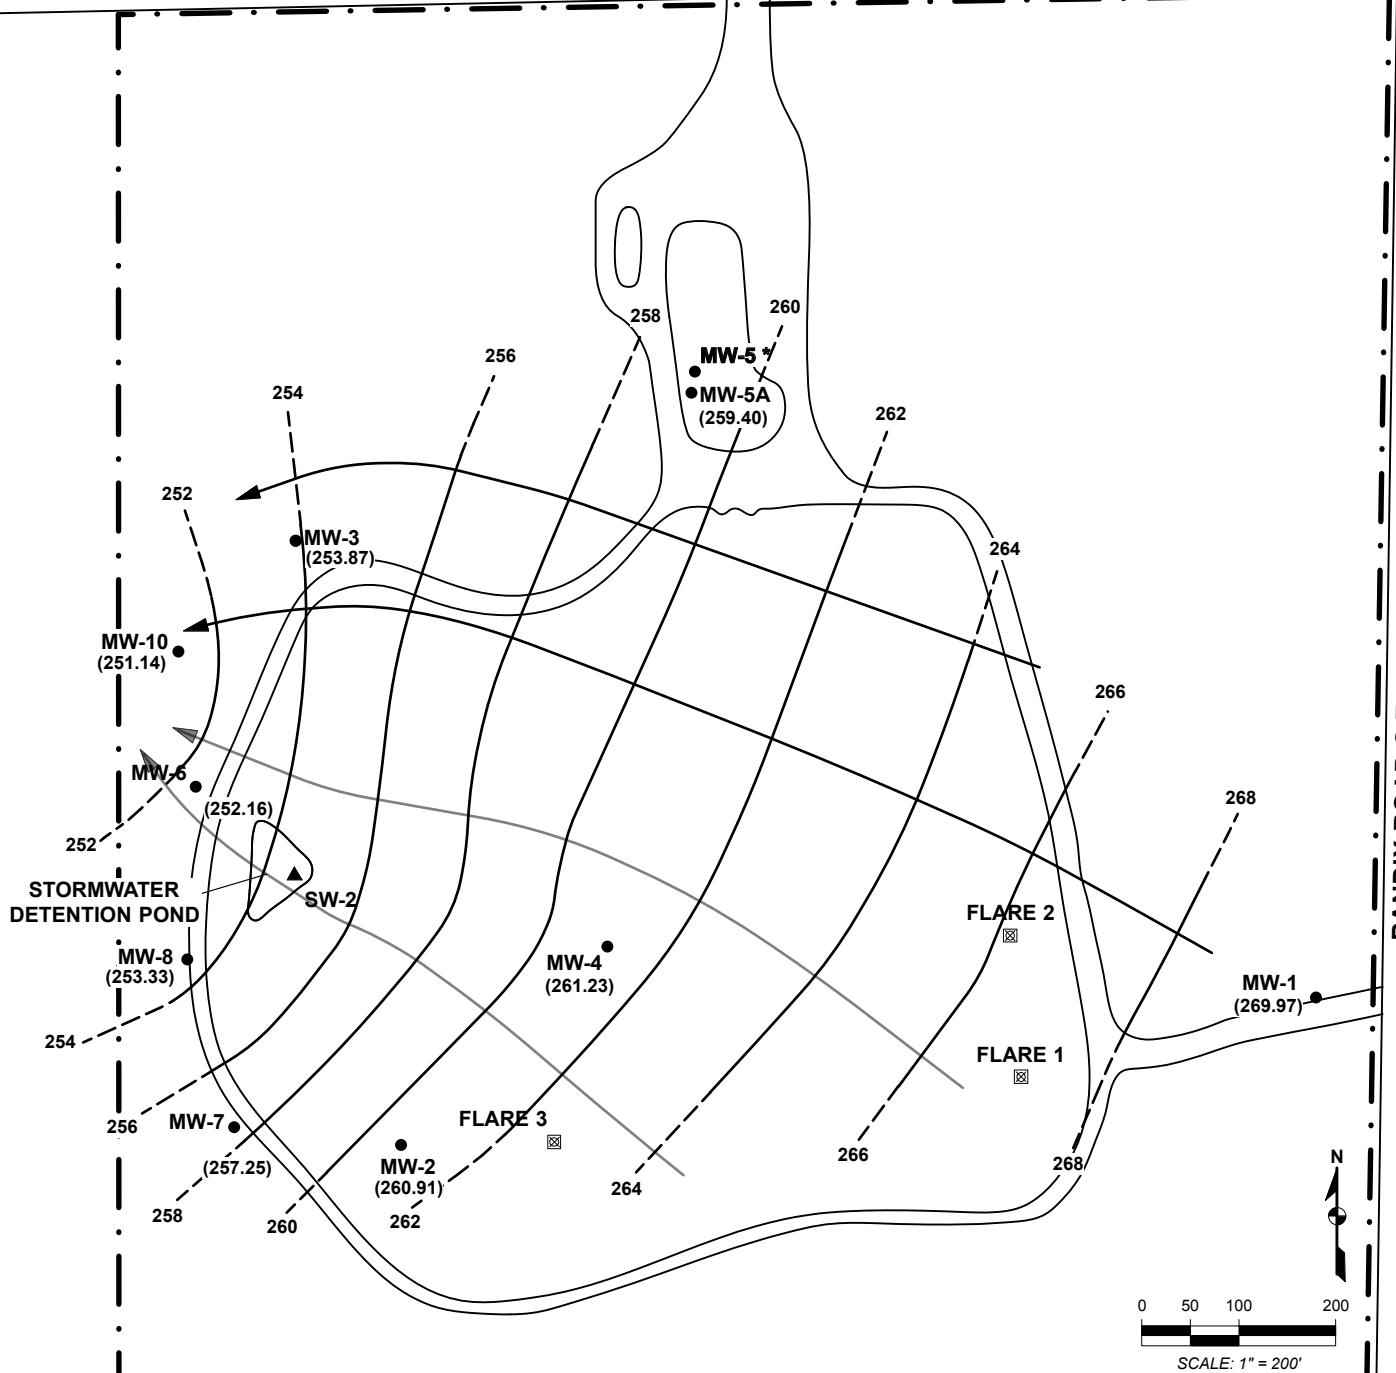 258
260
256
MW-5 *
254
MW-5A
(259.40)
262
252
MW-3
(253.87)
264
MW-10
(251.14)
266
MW-6
(252.16)
268
252
STORMWATER
DETENTION POND
SW-2
FLARE 2
MW-8
(253.33)
MW-4
(261.23)
MW-1
(269.97)
254
FLARE 1
256
MW-7
FLARE 3
(257.25)
MW-2
(260.91)
266
268
N
264
258
260
262
0 50 100 200
SCALE: 1" = 200'